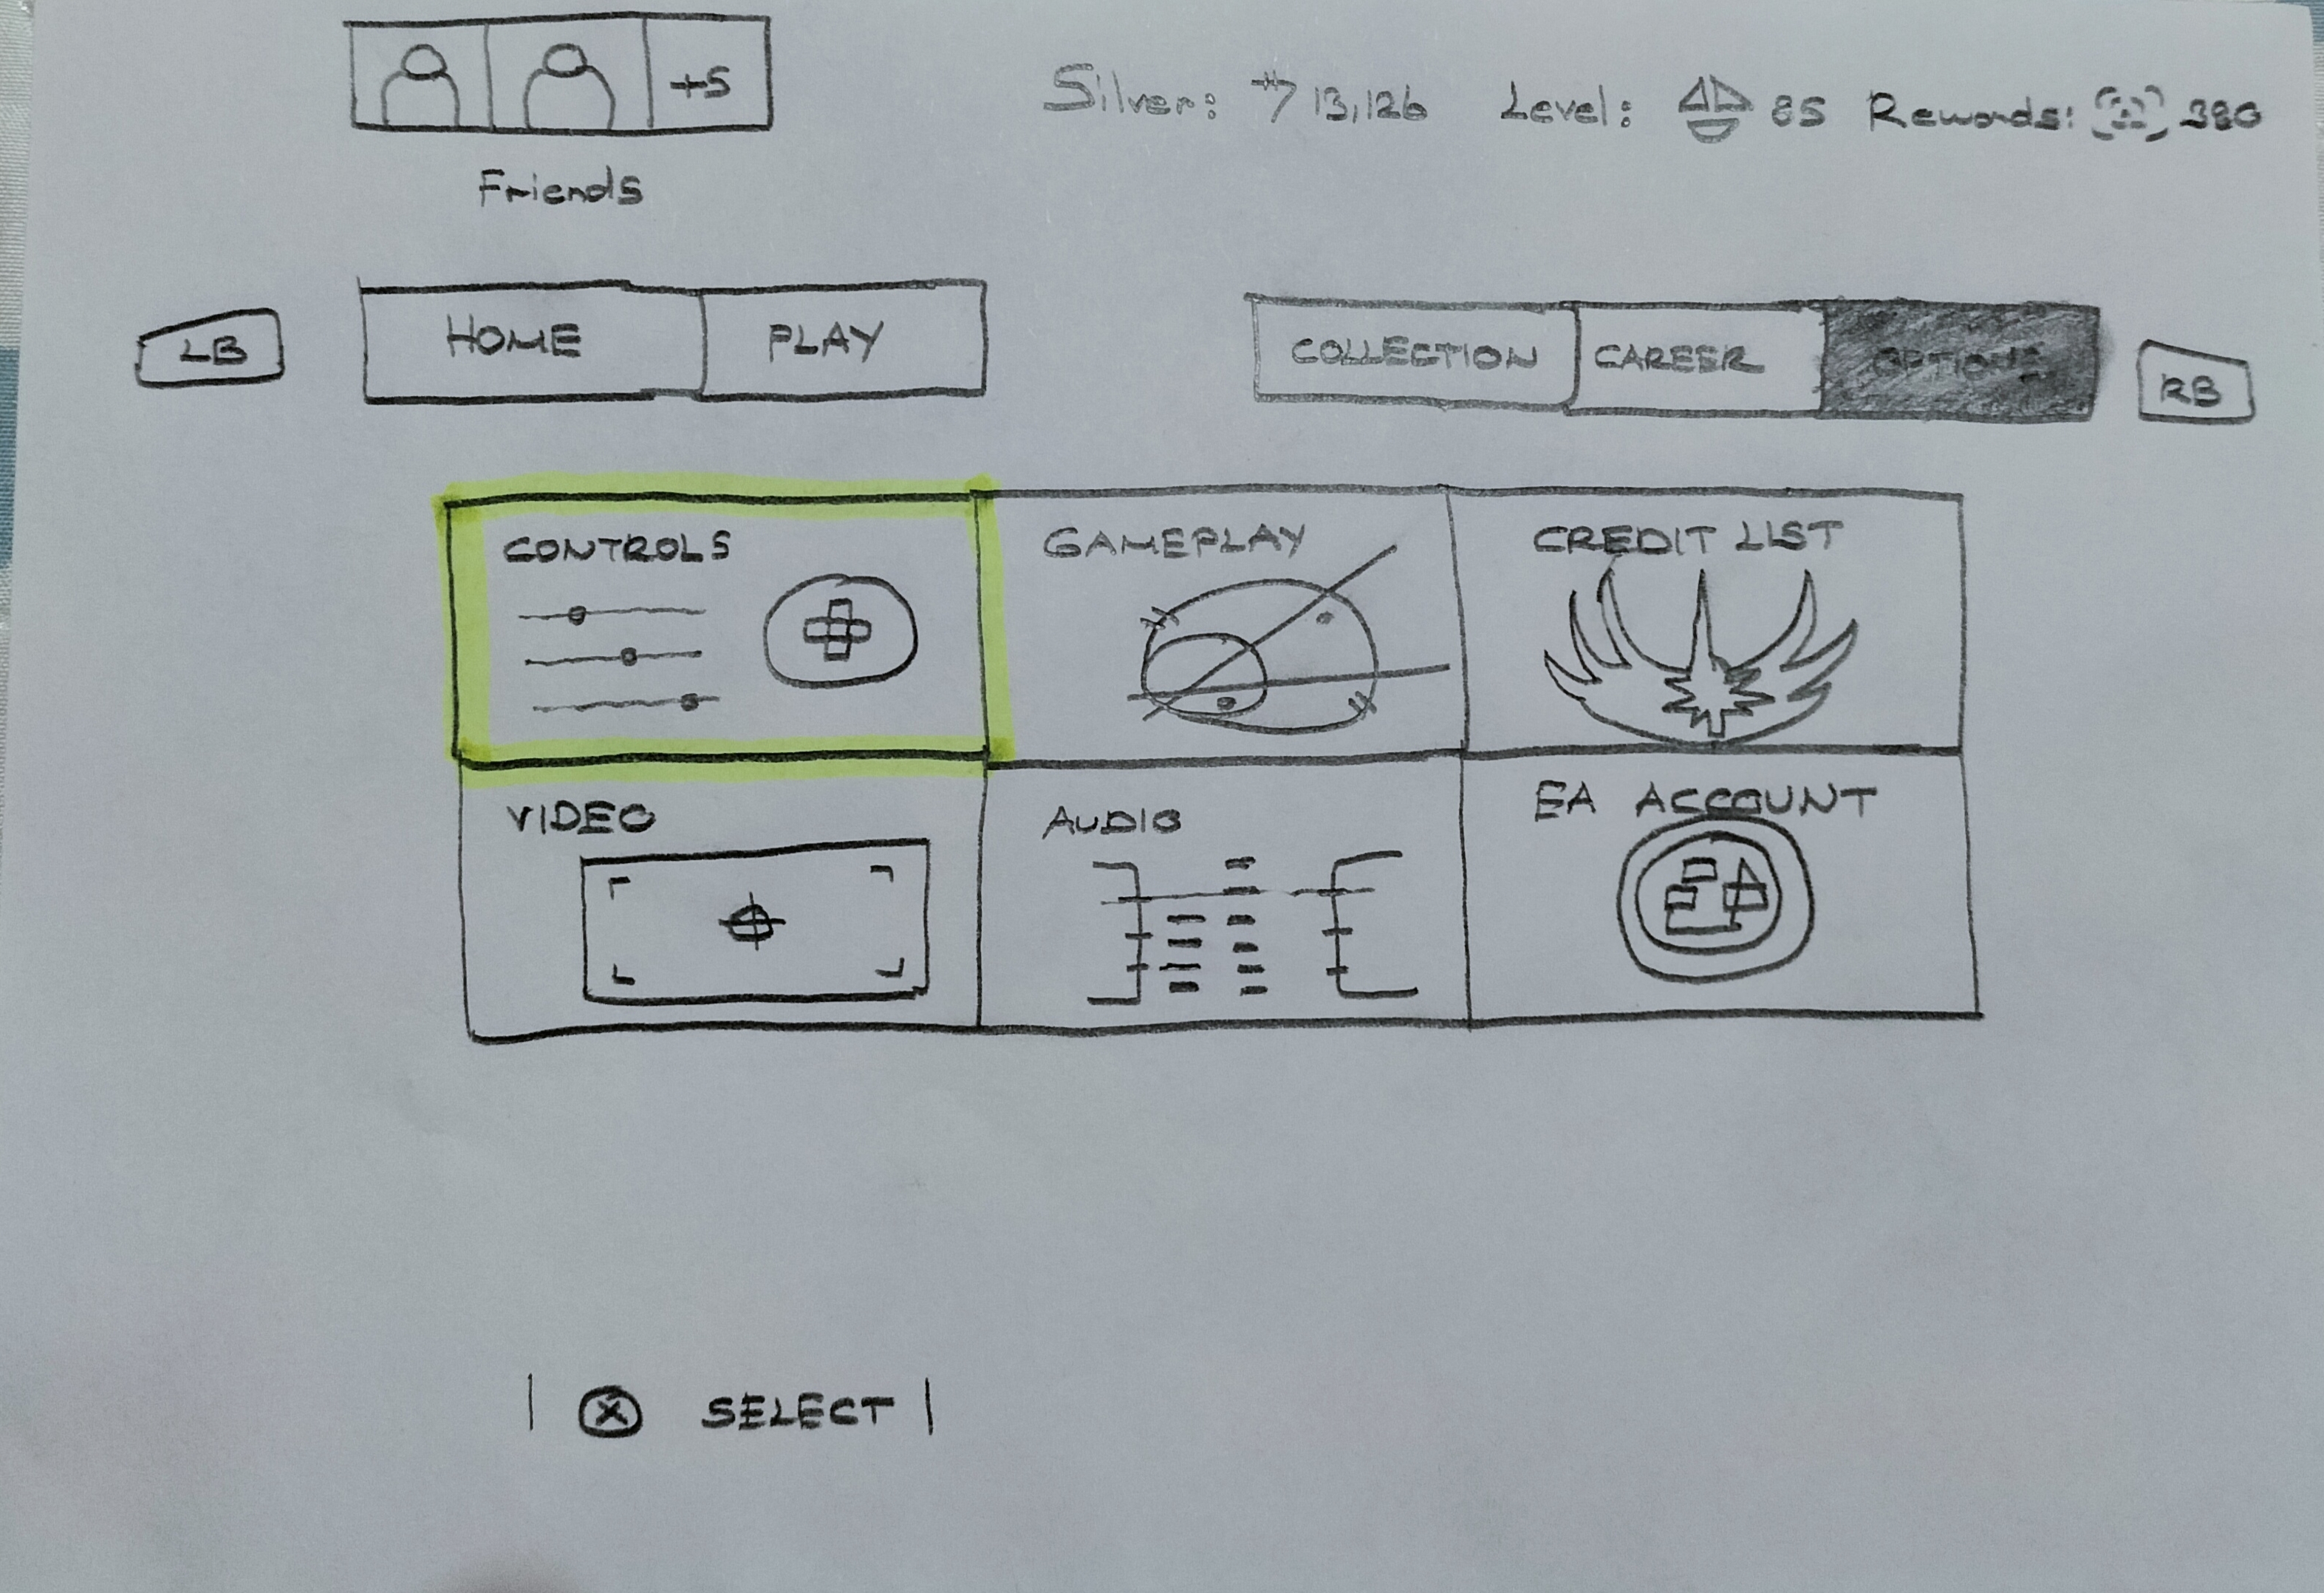 +5
Silver: 13,126 Level: 85 Rewards: 380
Friends
LB HOME PLAY COLLECTION CAREER OPTIONS RB
CONTROLS GAMEPLAY CREDIT LIST
VIDEO AUDIO EA ACCOUNT
EA
X SELECT